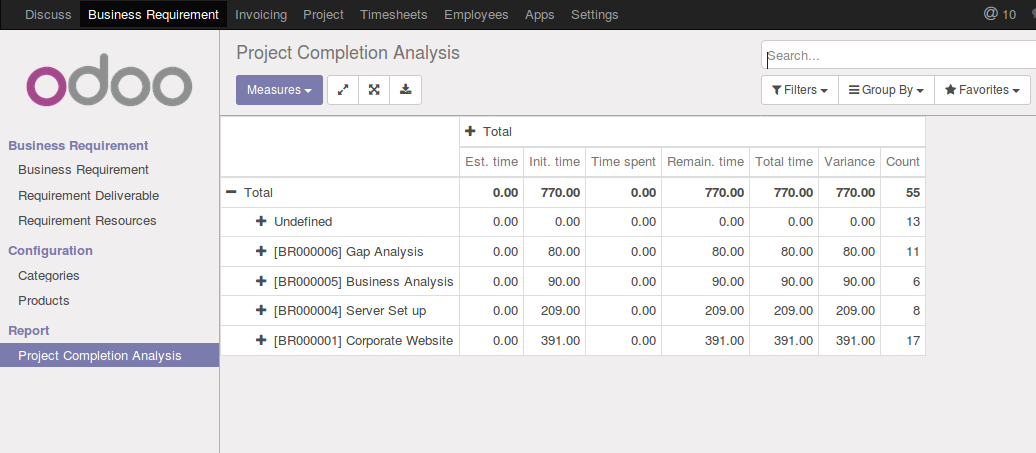 Discuss Business Requirement Invoicing Project Timesheets Employees Apps Settings @ 10
odoo
Business Requirement
Business Requirement
Requirement Deliverable
Requirement Resources
Configuration
Categories
Products
Report
Project Completion Analysis
Project Completion Analysis
Search...
Measures
Filters Group By Favorites
Total
Est. time Init. time Time spent Remain. time Total time Variance Count
Total 0.00 770.00 0.00 770.00 770.00 770.00 55
Undefined 0.00 0.00 0.00 0.00 0.00 0.00 13
[BR000006] Gap Analysis 0.00 80.00 0.00 80.00 80.00 80.00 11
[BR000005] Business Analysis 0.00 90.00 0.00 90.00 90.00 90.00 6
[BR000004] Server Set up 0.00 209.00 0.00 209.00 209.00 209.00 8
[BR000001] Corporate Website 0.00 391.00 0.00 391.00 391.00 391.00 17